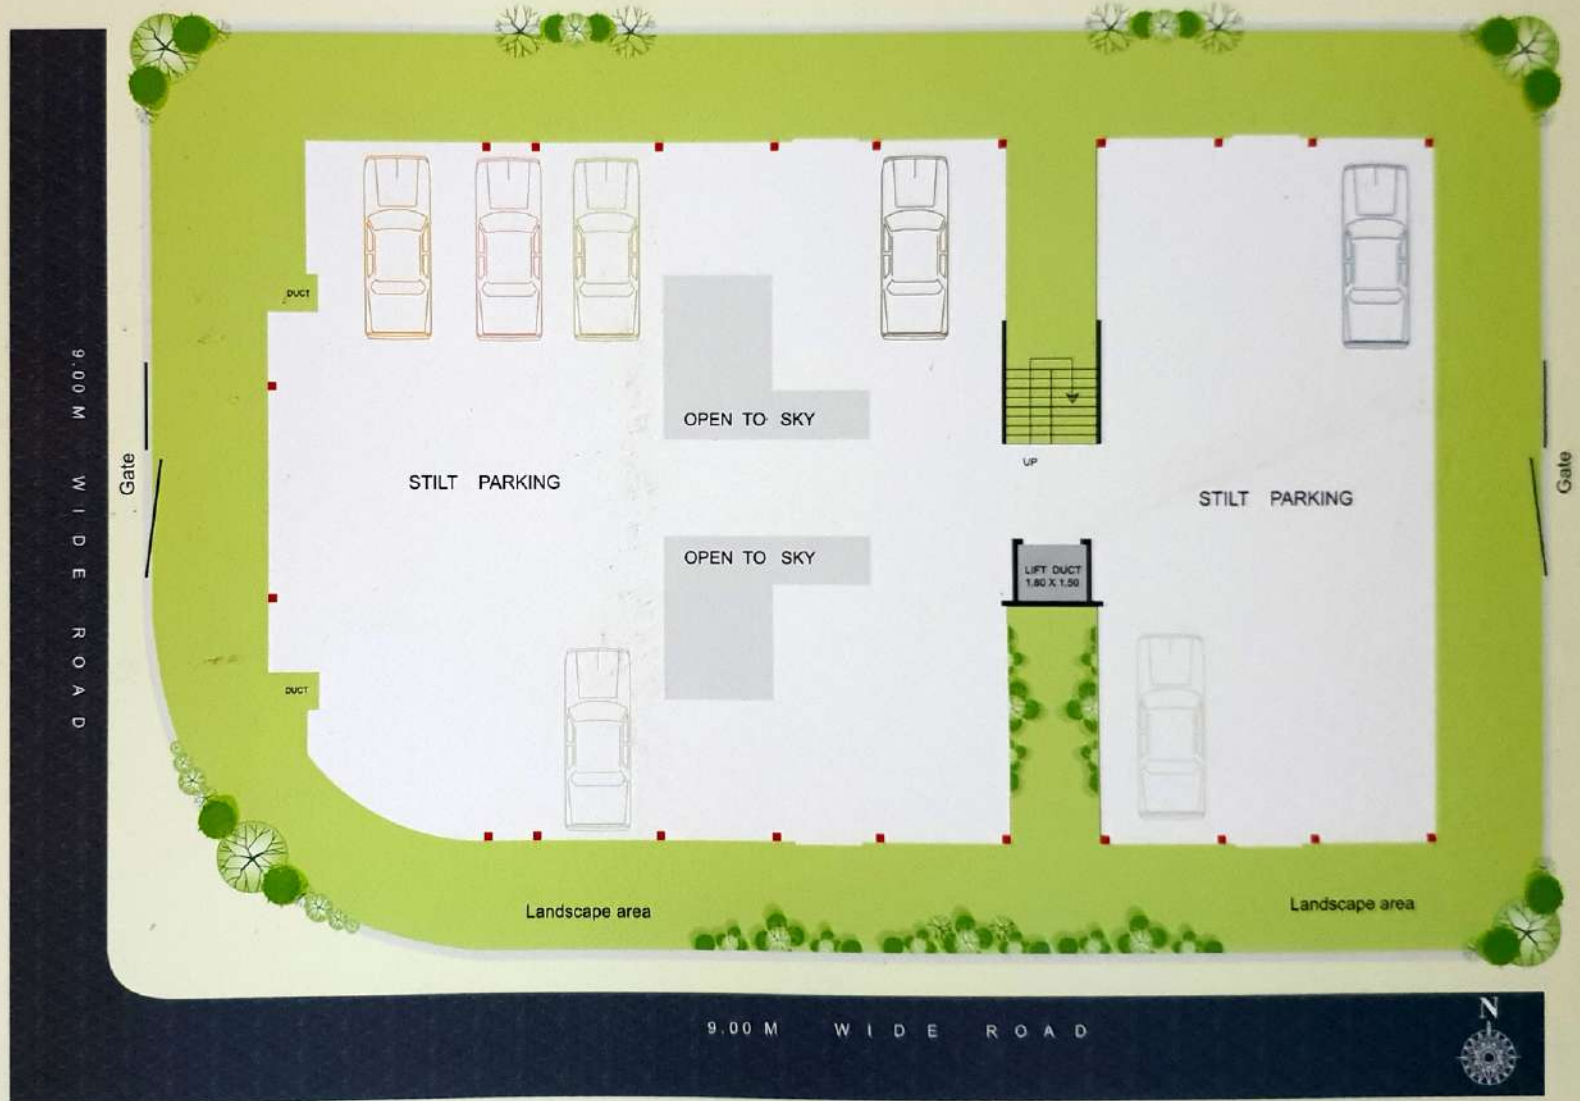 DUCT
9.00 M WIDE ROAD
OPEN TO SKY
UP
Gate
STILT PARKING
STILT PARKING
Gate
OPEN TO SKY
LIFT DUCT
1.80 X 1.50
DUCT
Landscape area
Landscape area
9.00 M WIDE ROAD
N